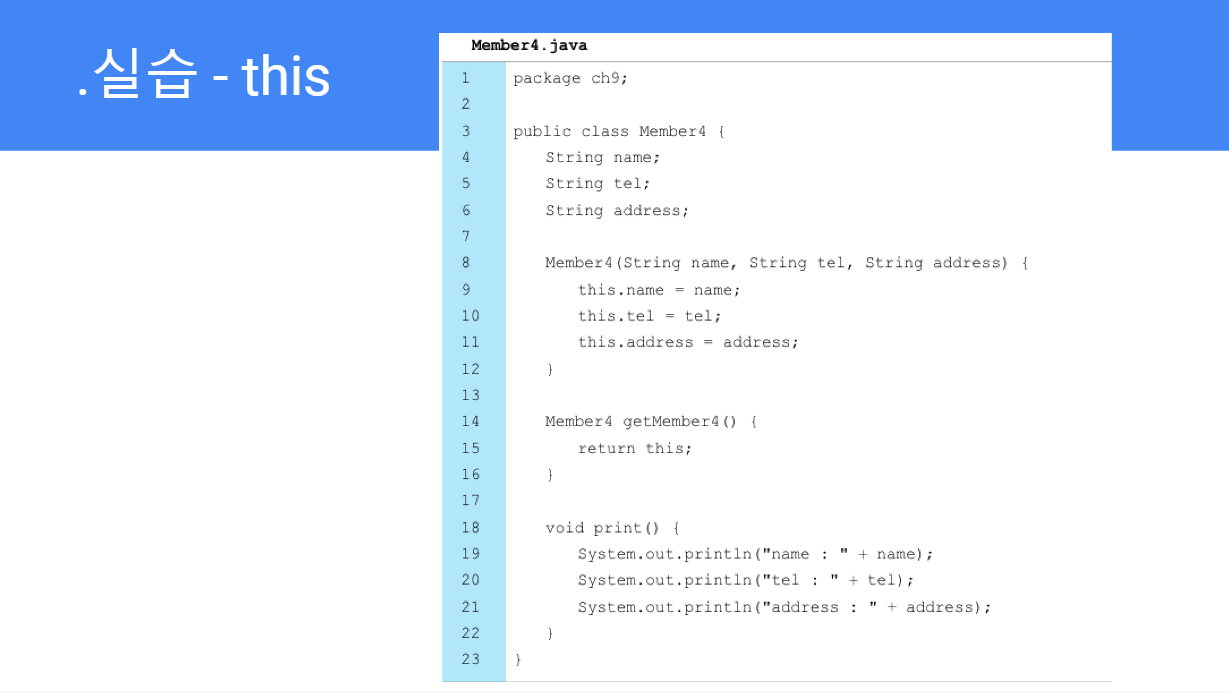 .실습 - this
Member4.java
1 package ch9;
2
3 public class Member4 {
4 String name;
5 String tel;
6 String address;
7
8 Member4(String name, String tel, String address) {
9 this.name = name;
10 this.tel = tel;
11 this.address = address;
12 }
13
14 Member4 getMember4() {
15 return this;
16 }
17
18 void print() {
19 System.out.println("name : " + name);
20 System.out.println("tel : " + tel);
21 System.out.println("address : " + address);
22 }
23 }